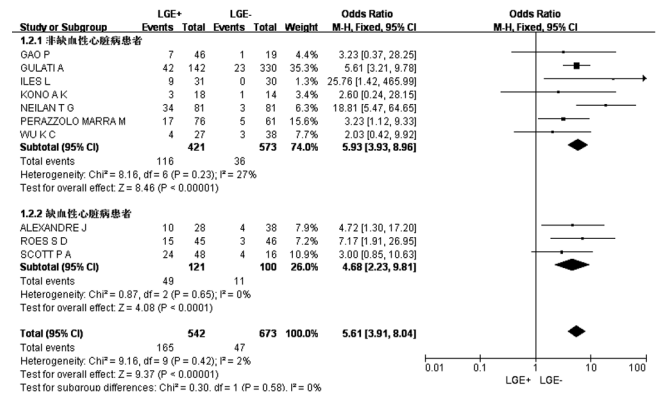 LGE+ LGE- Odds Ratio Odds Ratio
Study or Subgroup Events Total Events Total Weight M-H, Fixed, 95% CI M-H, Fixed, 95% CI
1.2.1 非缺血性心脏病患者
GAO P 7 46 1 19 4.4% 3.23 [0.37, 28.25]
GULATI A 42 142 23 330 35.3% 5.61 [3.21, 9.78]
ILES L 9 31 0 30 1.3% 25.76 [1.42, 465.99]
KONO A K 3 18 1 14 4.4% 2.60 [0.24, 28.15]
NEILAN T G 34 81 3 81 7.5% 18.81 [5.47, 64.65]
PERAZZOLO MARRA M 17 76 5 61 15.6% 3.23 [1.12, 9.33]
WU K C 4 27 3 38 7.7% 2.03 [0.42, 9.92]
Subtotal (95% CI) 421 573 74.0% 5.93 [3.93, 8.96]
Total events 116 36
Heterogeneity: Chi² = 8.16, df = 6 (P = 0.23); I² = 27%
Test for overall effect: Z = 8.46 (P < 0.00001)
1.2.2 缺血性心脏病患者
ALEXANDRE J 10 28 4 38 7.9% 4.72 [1.30, 17.20]
ROES S D 15 45 3 46 7.2% 7.17 [1.91, 26.95]
SCOTT P A 24 48 4 16 10.9% 3.00 [0.85, 10.63]
Subtotal (95% CI) 121 100 26.0% 4.68 [2.23, 9.81]
Total events 49 11
Heterogeneity: Chi² = 0.87, df = 2 (P = 0.65); I² = 0%
Test for overall effect: Z = 4.08 (P < 0.0001)
Total (95% CI) 542 673 100.0% 5.61 [3.91, 8.04]
Total events 165 47
Heterogeneity: Chi² = 9.16, df = 9 (P = 0.42); I² = 2%
Test for overall effect: Z = 9.37 (P < 0.00001)
Test for subgroup differences: Chi² = 0.30, df = 1 (P = 0.58), I² = 0%
0.01 0.1 1 10 100
LGE+ LGE-